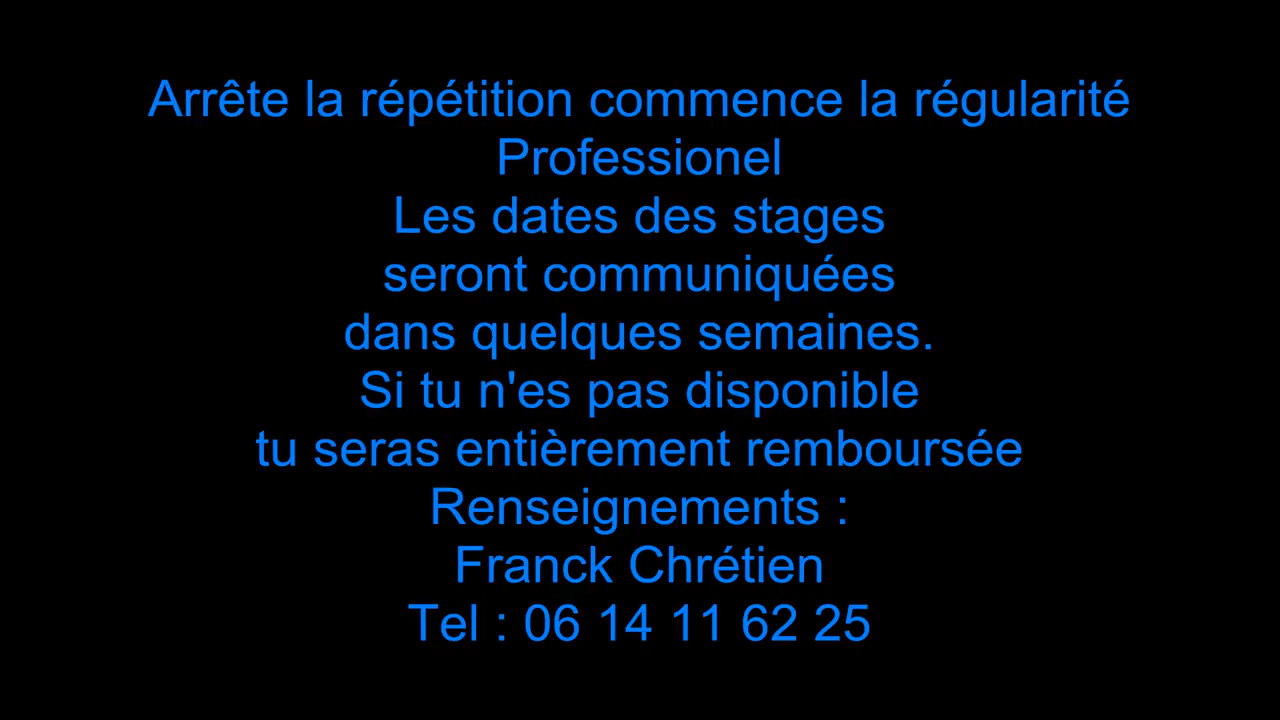 Arrête la répétition commence la régularité
Professionel
Les dates des stages
seront communiquées
dans quelques semaines.
Si tu n'es pas disponible
tu seras entièrement remboursée
Renseignements :
Franck Chrétien
Tel : 06 14 11 62 25